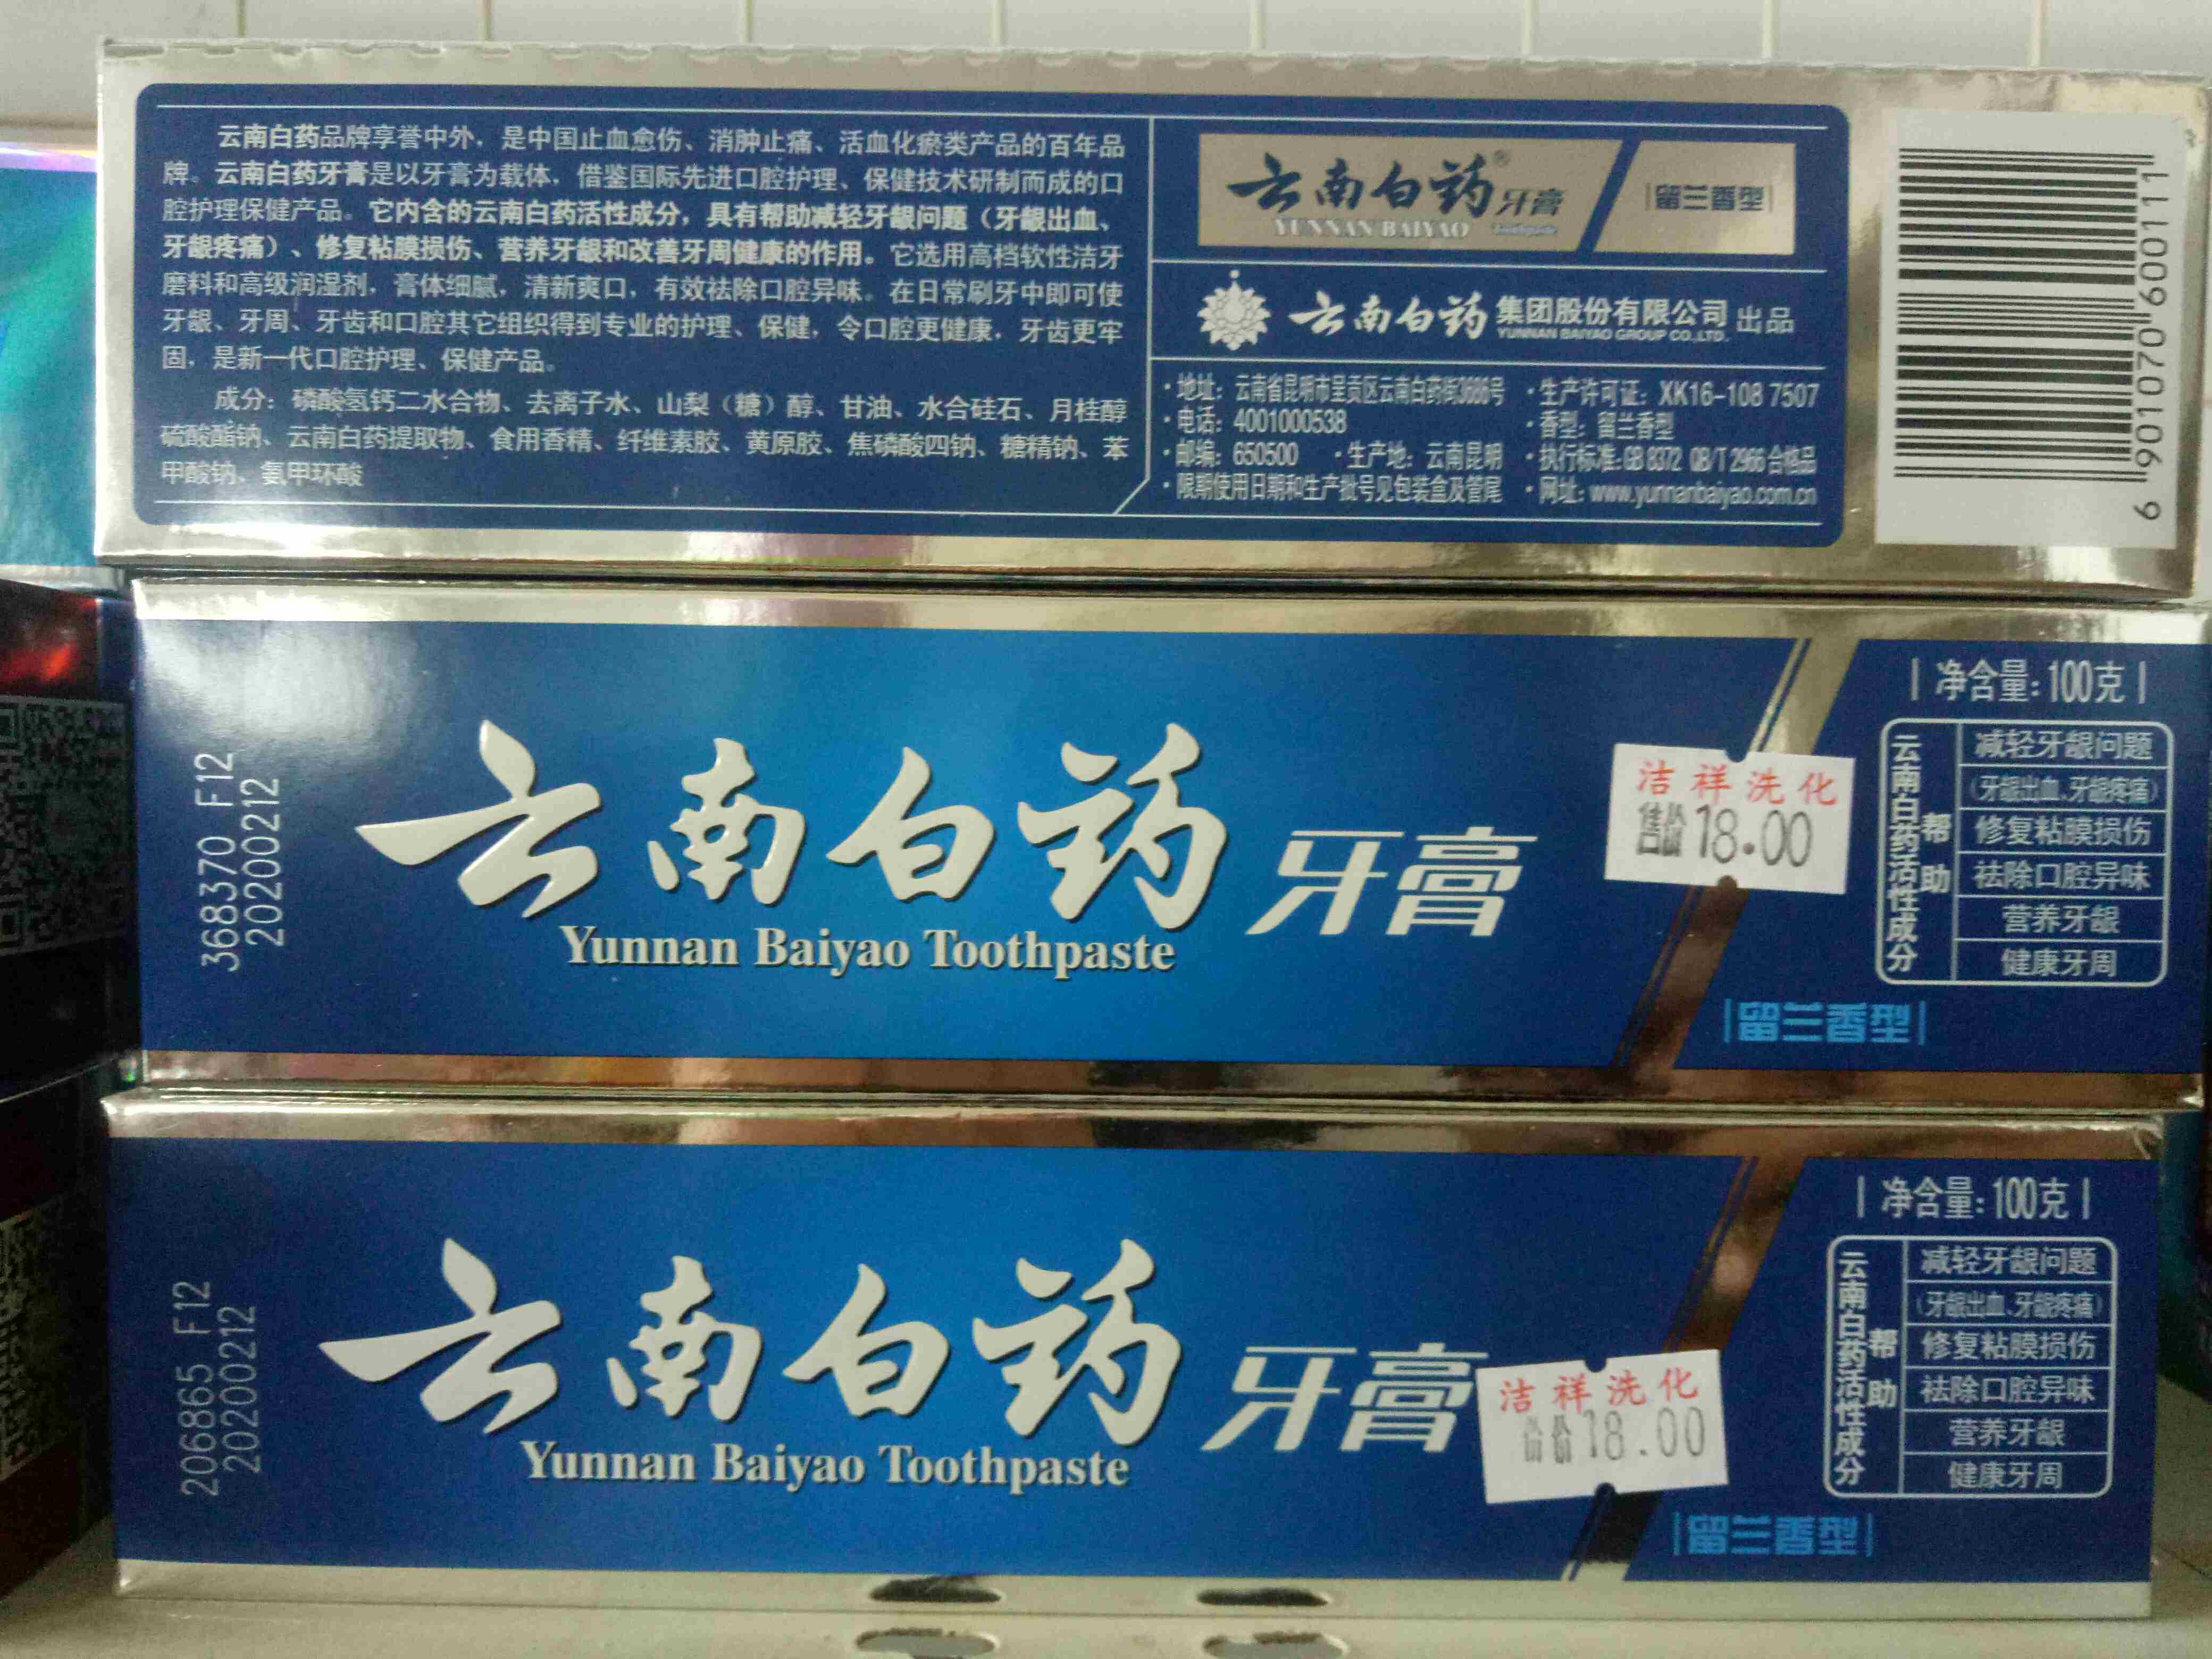 云南白药品牌享誉中外，是中国止血愈伤、消肿止痛、活血化瘀类产品的百年品
牌。云南白药牙膏是以牙膏为载体，借鉴国际先进口腔护理、保健技术研制而成的口
腔护理保健产品。它内含的云南白药活性成分，具有帮助减轻牙龈问题（牙龈出血、
牙龈疼痛）、修复粘膜损伤、营养牙龈和改善牙周健康的作用。它选用高档软性洁牙
磨料和高级润湿剂，膏体细腻，清新爽口，有效祛除口腔异味。在日常刷牙中即可使
牙龈、牙周、牙齿和口腔其它组织得到专业的护理、保健，令口腔更健康，牙齿更牢
固，是新一代口腔护理、保健产品。
成分：磷酸氢钙二水合物、去离子水、山梨（糖）醇、甘油、水合硅石、月桂醇
硫酸酯钠、云南白药提取物、食用香精、纤维素胶、黄原胶、焦磷酸四钠、糖精钠、苯
甲酸钠、氨甲环酸
云南白药®牙膏
YUNNAN BAIYAO Toothpaste
留兰香型
云南白药集团股份有限公司 出品
YUNNAN BAIYAO GROUP CO.,LTD.
·地址：云南省昆明市呈贡区云南白药街3686号
·电话：4001000538
·邮编：650500 ·生产地：云南昆明
·限期使用日期和生产批号见包装盒及管尾
·生产许可证：XK16-108 7507
·香型：留兰香型
·执行标准：GB 8372 QB/T 2966 合格品
·网址：www.yunnanbaiyao.com.cn
6 901070 600111
368370 F12
20200212
云南白药牙膏
Yunnan Baiyao Toothpaste
洁祥洗化
售价 18.00
净含量：100克
云南白药活性成分
帮助
减轻牙龈问题
（牙龈出血、牙龈疼痛）
修复粘膜损伤
祛除口腔异味
营养牙龈
健康牙周
留兰香型
206865 F12
20200212
云南白药牙膏
Yunnan Baiyao Toothpaste
洁祥洗化
18.00
净含量：100克
云南白药活性成分
帮助
减轻牙龈问题
（牙龈出血、牙龈疼痛）
修复粘膜损伤
祛除口腔异味
营养牙龈
健康牙周
留兰香型